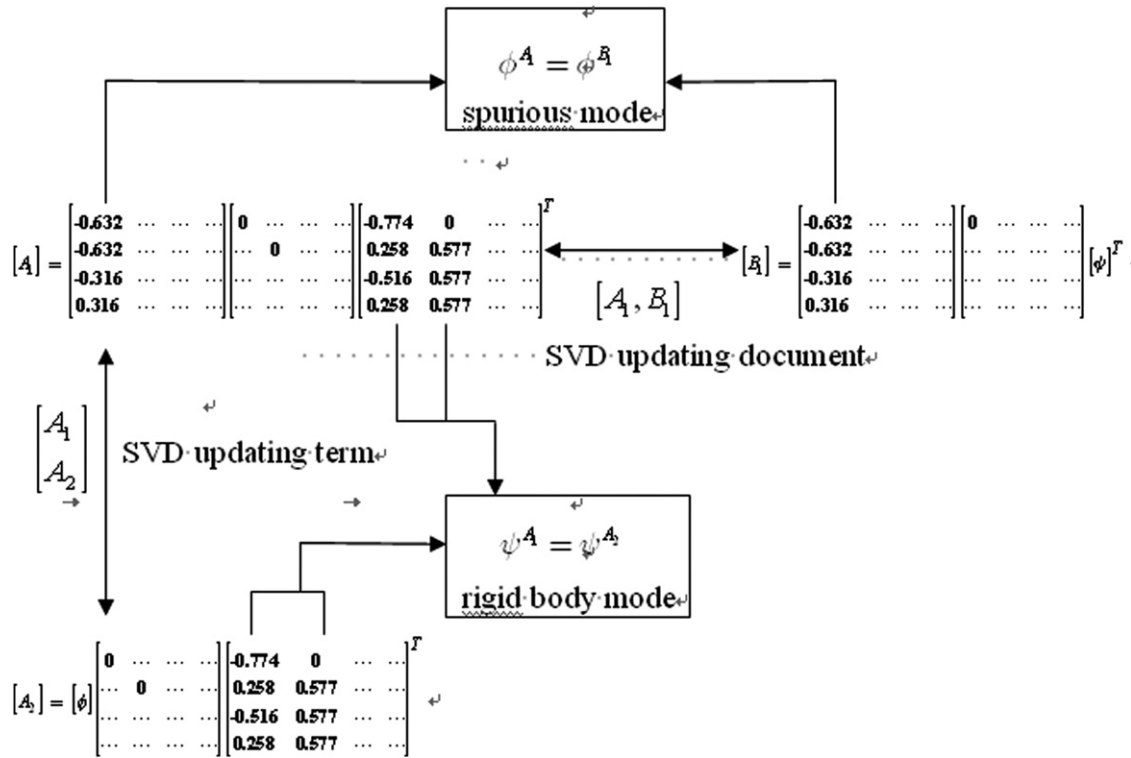 ϕ^{A₁} = ϕ^{B₁}
spurious mode
[A₁] = [-0.632 … … …] [0 … … …] [-0.774 0 … …]^T ⟷ [B₁] = [-0.632 … … …] [0 … … …] [ψ]^T
[-0.632 … … …] [… 0 … …] [0.258 0.577 … …] [-0.632 … … …] [… … … …]
[-0.316 … … …] [… … … …] [-0.516 0.577 … …] [-0.316 … … …] [… … … …]
[0.316 … … …] [… … … …] [0.258 0.577 … …] [0.316 … … …] [… … … …]
[A₁, B₁]
SVD updating document
[A₁
A₂]
SVD updating term
ψ^{A₁} = ψ^{A₂}
rigid body mode
[A₂] = [ϕ] [0 … … …] [-0.774 0 … …]^T
[… 0 … …] [0.258 0.577 … …]
[… … … …] [-0.516 0.577 … …]
[… … … …] [0.258 0.577 … …]